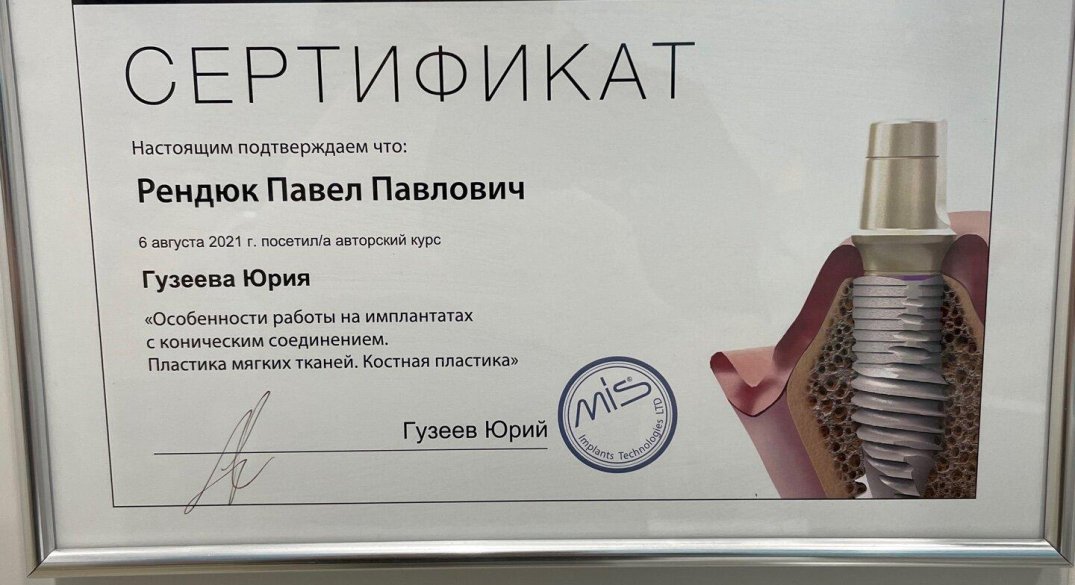 СЕРТИФИКАТ
Настоящим подтверждаем что:
Рендюк Павел Павлович
6 августа 2021 г. посетил/а авторский курс
Гузеева Юрия
«Особенности работы на имплантатах
с коническим соединением.
Пластика мягких тканей. Костная пластика»
Гузеев Юрий
MIS®
Implants Technologies LTD